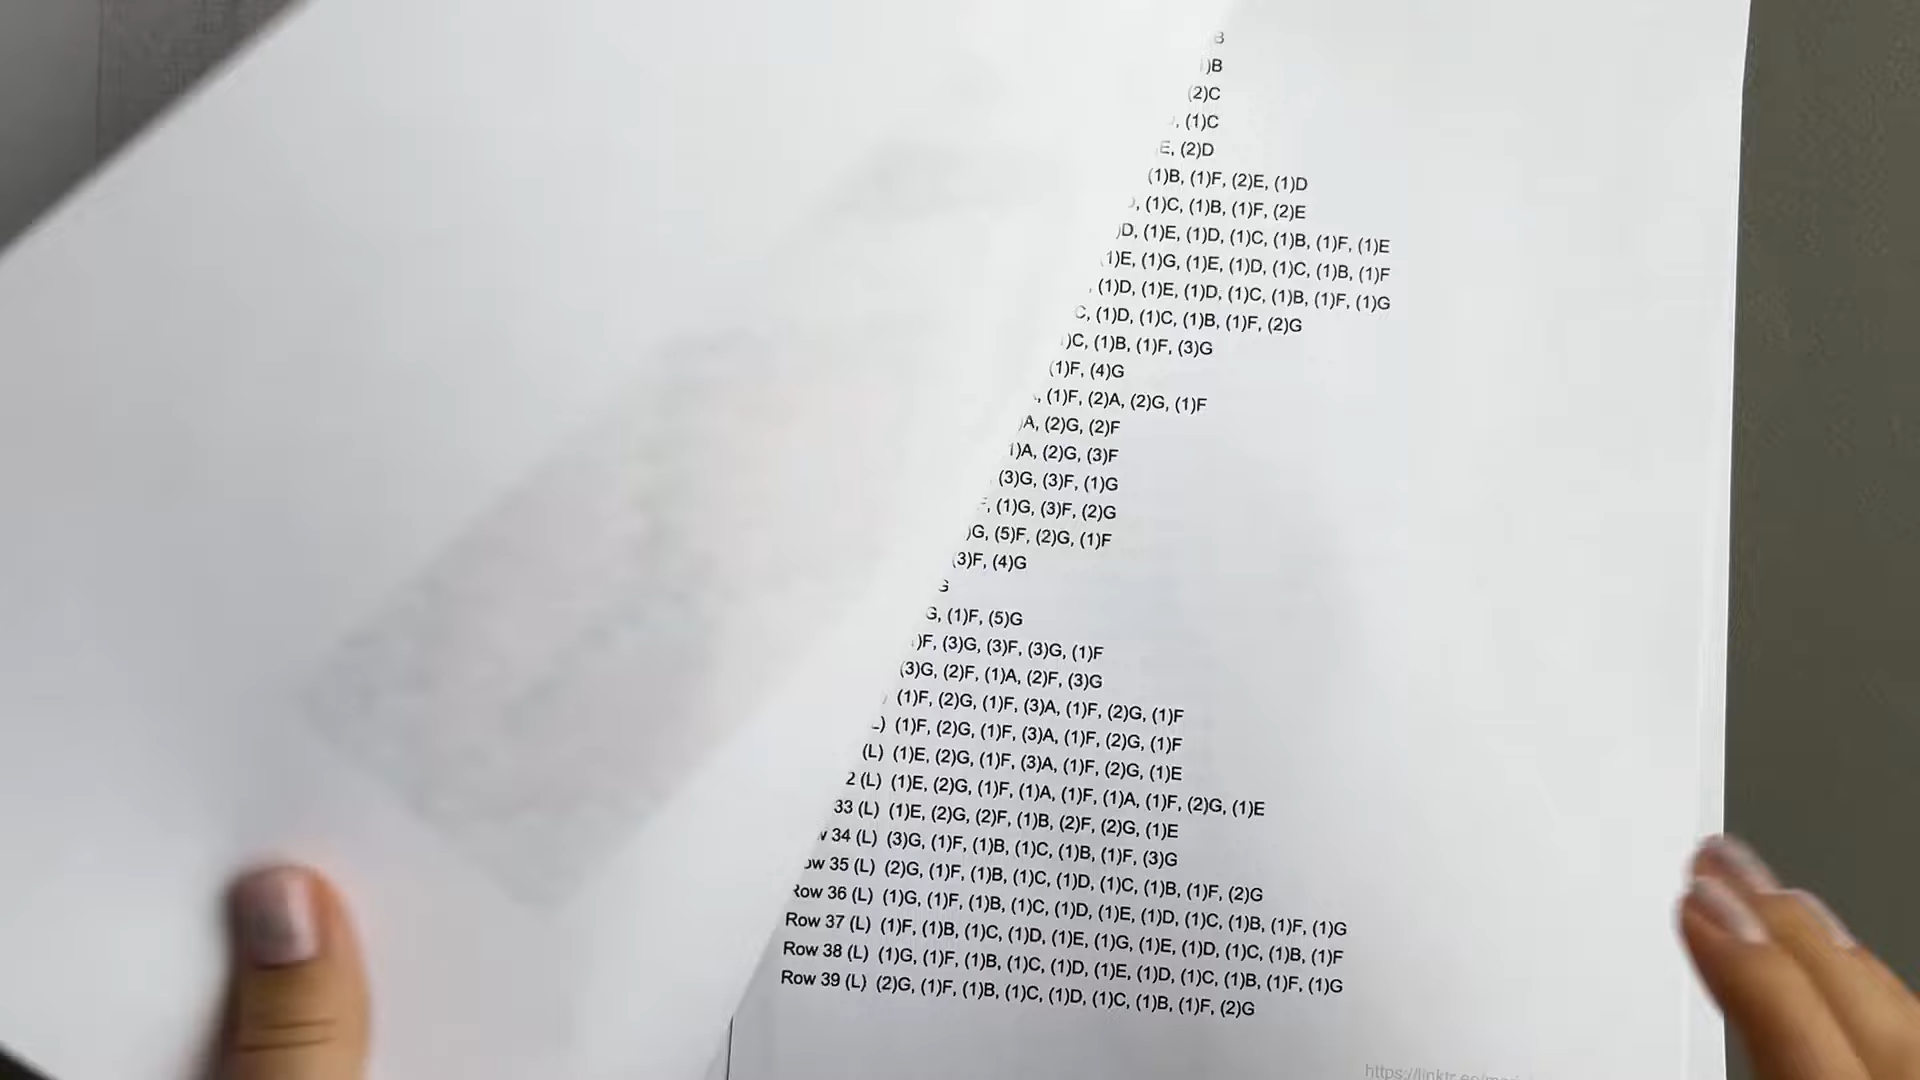 B
)B
(2)C
, (1)C
E, (2)D
(1)B, (1)F, (2)E, (1)D
), (1)C, (1)B, (1)F, (2)E
)D, (1)E, (1)D, (1)C, (1)B, (1)F, (1)E
1)E, (1)G, (1)E, (1)D, (1)C, (1)B, (1)F
, (1)D, (1)E, (1)D, (1)C, (1)B, (1)F, (1)G
C, (1)D, (1)C, (1)B, (1)F, (2)G
)C, (1)B, (1)F, (3)G
(1)F, (4)G
, (1)F, (2)A, (2)G, (1)F
)A, (2)G, (2)F
1)A, (2)G, (3)F
(3)G, (3)F, (1)G
F, (1)G, (3)F, (2)G
)G, (5)F, (2)G, (1)F
(3)F, (4)G
G
G, (1)F, (5)G
)F, (3)G, (3)F, (3)G, (1)F
(3)G, (2)F, (1)A, (2)F, (3)G
) (1)F, (2)G, (1)F, (3)A, (1)F, (2)G, (1)F
L) (1)F, (2)G, (1)F, (3)A, (1)F, (2)G, (1)F
(L) (1)E, (2)G, (1)F, (3)A, (1)F, (2)G, (1)E
2 (L) (1)E, (2)G, (1)F, (1)A, (1)F, (1)A, (1)F, (2)G, (1)E
33 (L) (1)E, (2)G, (2)F, (1)B, (2)F, (2)G, (1)E
w 34 (L) (3)G, (1)F, (1)B, (1)C, (1)B, (1)F, (3)G
ow 35 (L) (2)G, (1)F, (1)B, (1)C, (1)D, (1)C, (1)B, (1)F, (2)G
Row 36 (L) (1)G, (1)F, (1)B, (1)C, (1)D, (1)E, (1)D, (1)C, (1)B, (1)F, (1)G
Row 37 (L) (1)F, (1)B, (1)C, (1)D, (1)E, (1)G, (1)E, (1)D, (1)C, (1)B, (1)F
Row 38 (L) (1)G, (1)F, (1)B, (1)C, (1)D, (1)E, (1)D, (1)C, (1)B, (1)F, (1)G
Row 39 (L) (2)G, (1)F, (1)B, (1)C, (1)D, (1)C, (1)B, (1)F, (2)G